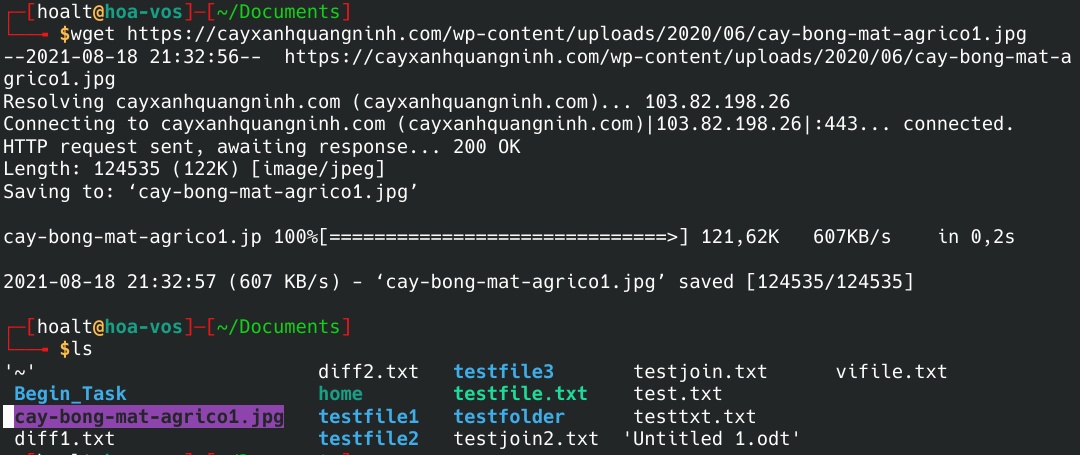 ┌─[hoalt@hoa-vos]─[~/Documents]
└──╼ $wget https://cayxanhquangninh.com/wp-content/uploads/2020/06/cay-bong-mat-agrico1.jpg
--2021-08-18 21:32:56--  https://cayxanhquangninh.com/wp-content/uploads/2020/06/cay-bong-mat-a
grico1.jpg
Resolving cayxanhquangninh.com (cayxanhquangninh.com)... 103.82.198.26
Connecting to cayxanhquangninh.com (cayxanhquangninh.com)|103.82.198.26|:443... connected.
HTTP request sent, awaiting response... 200 OK
Length: 124535 (122K) [image/jpeg]
Saving to: ‘cay-bong-mat-agrico1.jpg’
cay-bong-mat-agrico1.jp 100%[==============================>] 121,62K   607KB/s    in 0,2s
2021-08-18 21:32:57 (607 KB/s) - ‘cay-bong-mat-agrico1.jpg’ saved [124535/124535]
┌─[hoalt@hoa-vos]─[~/Documents]
└──╼ $ls
'~'                         diff2.txt   testfile3       testjoin.txt      vifile.txt
 Begin_Task                 home        testfile.txt    test.txt
 cay-bong-mat-agrico1.jpg   testfile1   testfolder      testtxt.txt
 diff1.txt                  testfile2   testjoin2.txt  'Untitled 1.odt'